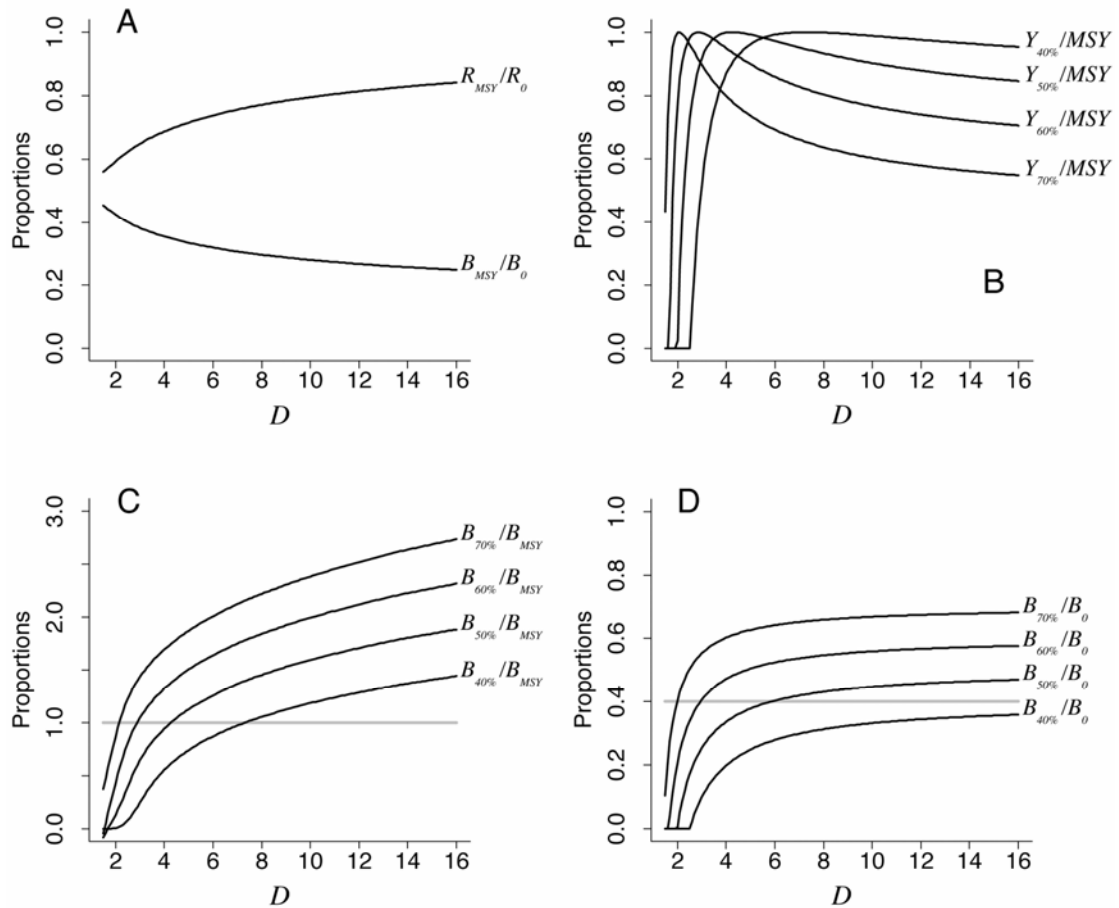 A
Proportions
1.0
0.8
0.6
0.4
0.2
0.0
R_MSY/R_0
B_MSY/B_0
2 4 6 8 10 12 14 16
D
B
Proportions
1.0
0.8
0.6
0.4
0.2
0.0
Y_40%/MSY
Y_50%/MSY
Y_60%/MSY
Y_70%/MSY
2 4 6 8 10 12 14 16
D
C
Proportions
3.0
2.0
1.0
0.0
B_70%/B_MSY
B_60%/B_MSY
B_50%/B_MSY
B_40%/B_MSY
2 4 6 8 10 12 14 16
D
D
Proportions
1.0
0.8
0.6
0.4
0.2
0.0
B_70%/B_0
B_60%/B_0
B_50%/B_0
B_40%/B_0
2 4 6 8 10 12 14 16
D